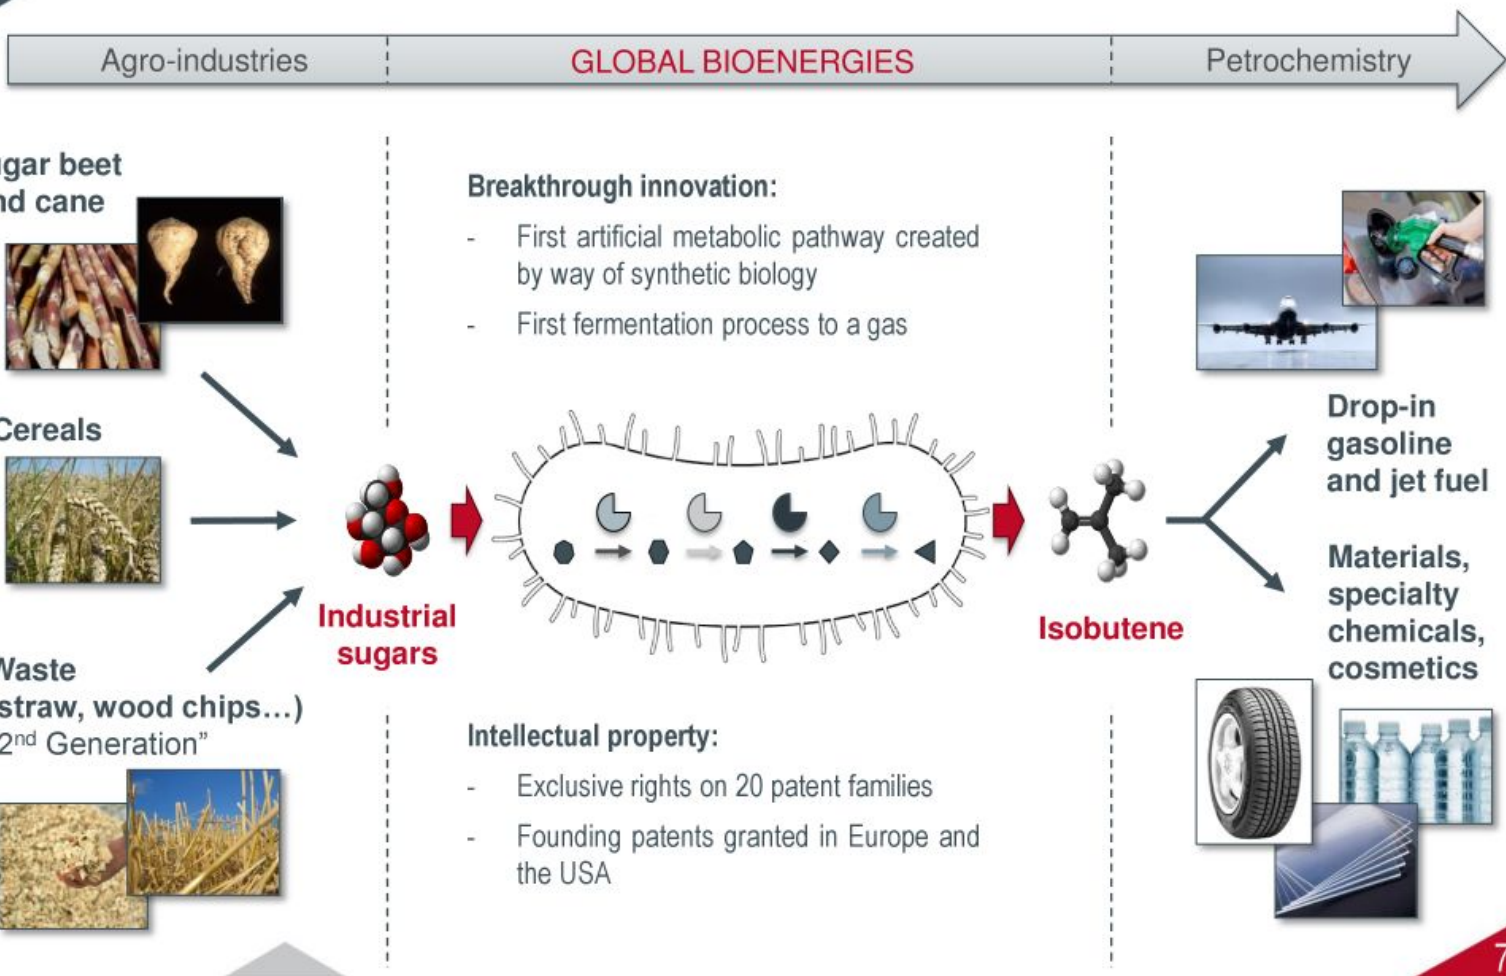 Agro-industries
GLOBAL BIOENERGIES
Petrochemistry
ugar beet
nd cane
Cereals
Waste
straw, wood chips...)
2nd Generation”
Industrial
sugars
Breakthrough innovation:
- First artificial metabolic pathway created
by way of synthetic biology
- First fermentation process to a gas
Intellectual property:
- Exclusive rights on 20 patent families
- Founding patents granted in Europe and
the USA
Isobutene
Drop-in
gasoline
and jet fuel
Materials,
specialty
chemicals,
cosmetics
7